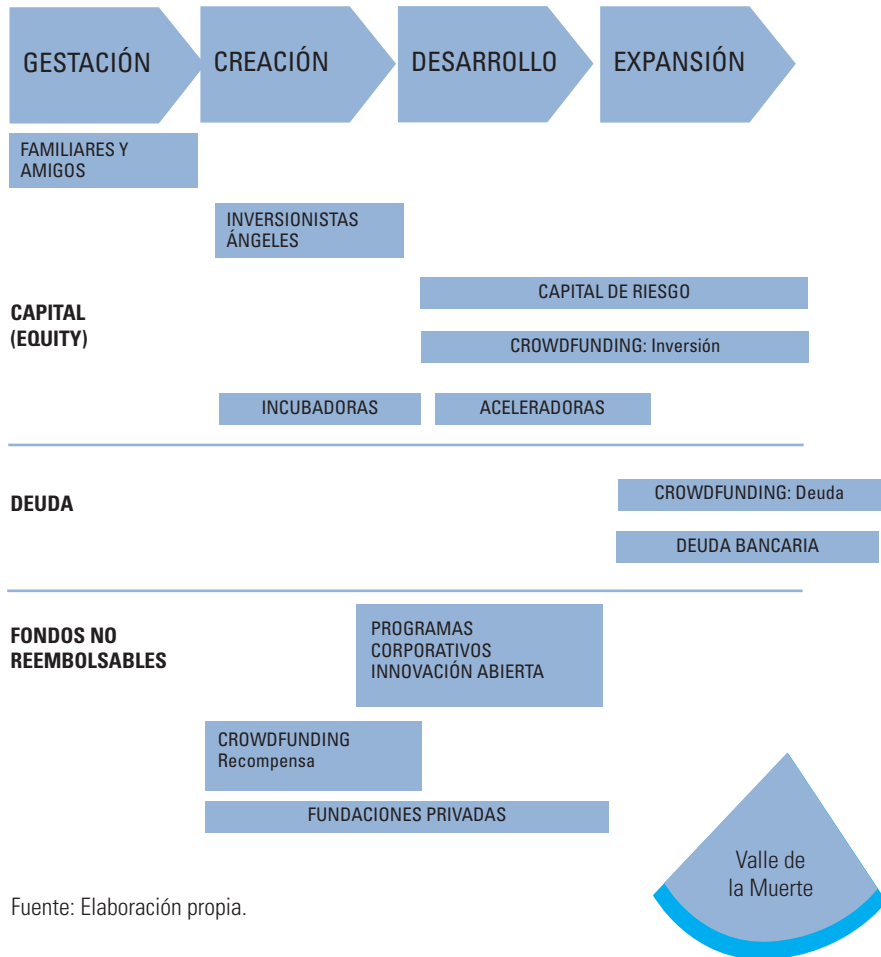 GESTACIÓN
CREACIÓN
DESARROLLO
EXPANSIÓN
FAMILIARES Y
AMIGOS
INVERSIONISTAS
ÁNGELES
CAPITAL
(EQUITY)
CAPITAL DE RIESGO
CROWDFUNDING: Inversión
INCUBADORAS
ACELERADORAS
DEUDA
CROWDFUNDING: Deuda
DEUDA BANCARIA
FONDOS NO
REEMBOLSABLES
PROGRAMAS
CORPORATIVOS
INNOVACIÓN ABIERTA
CROWDFUNDING
Recompensa
FUNDACIONES PRIVADAS
Valle de
la Muerte
Fuente: Elaboración propia.